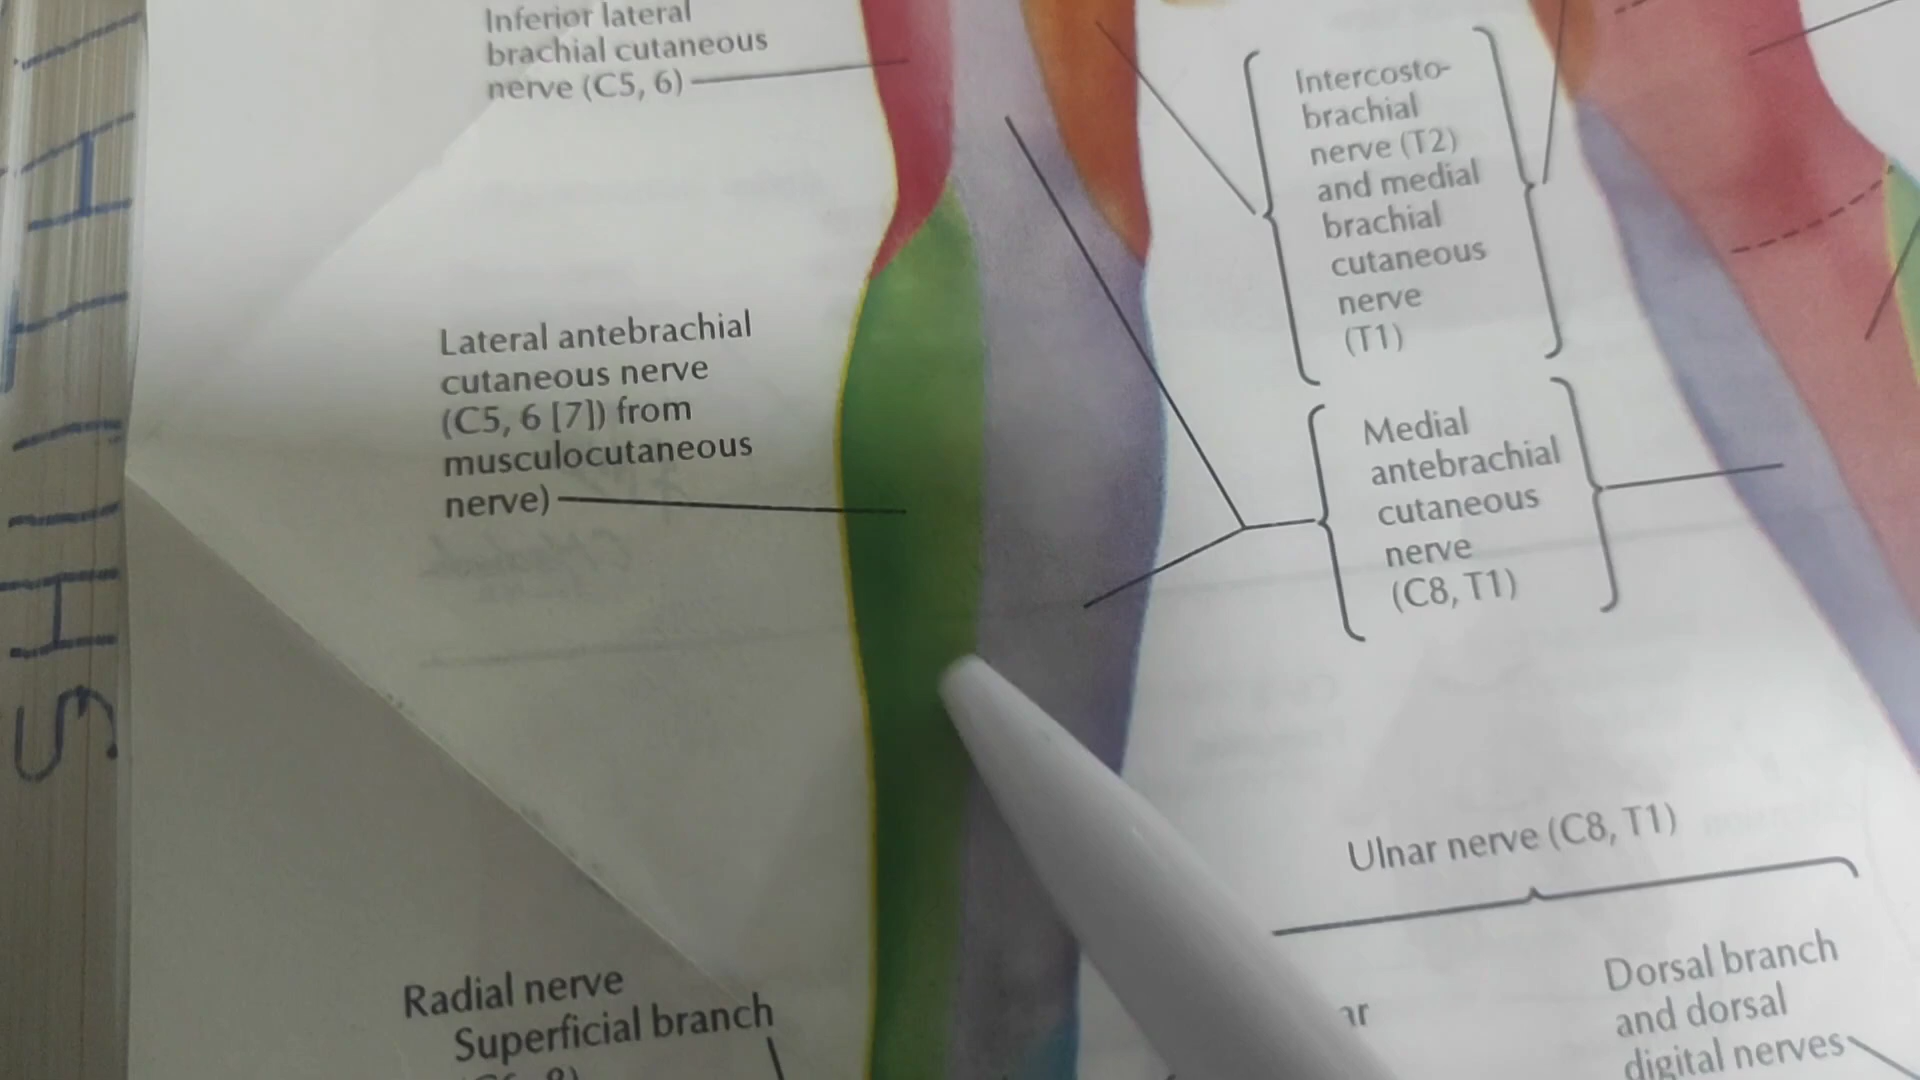 Inferior lateral
brachial cutaneous
nerve (C5, 6)
Intercosto-
brachial
nerve (T2)
and medial
brachial
cutaneous
nerve
(T1)
Lateral antebrachial
cutaneous nerve
(C5, 6 [7]) from
musculocutaneous
nerve)
Medial
antebrachial
cutaneous
nerve
(C8, T1)
Ulnar nerve (C8, T1)
Radial nerve
Superficial branch
Dorsal branch
and dorsal
digital nerves